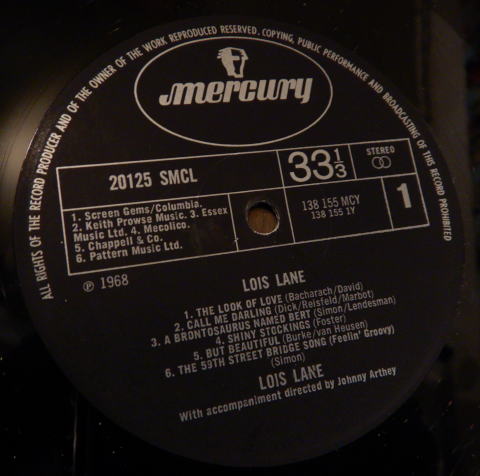 ALL RIGHTS OF THE RECORD PRODUCER AND OF THE OWNER OF THE WORK REPRODUCED RESERVED. COPYING, PUBLIC PERFORMANCE AND BROADCASTING OF THIS RECORD PROHIBITED
mercury
20125 SMCL
33 1/3
STEREO
1. Screen Gems/Columbia.
2. Keith Prowse Music. 3. Essex
Music Ltd. 4. Mecolico.
5. Chappell & Co.
6. Pattern Music Ltd.
138 155 MCY
138 155 1Y
1
℗ 1968
LOIS LANE
1. THE LOOK OF LOVE (Bacharach/David)
2. CALL ME DARLING (Dick/Reisfeld/Marbot)
3. A BRONTOSAURUS NAMED BERT (Simon/Lendesman)
4. SHINY STOCKINGS (Foster)
5. BUT BEAUTIFUL (Burke/van Heusen)
6. THE 59TH STREET BRIDGE SONG (Feelin' Groovy)
(Simon)
LOIS LANE
With accompaniment directed by Johnny Arthey